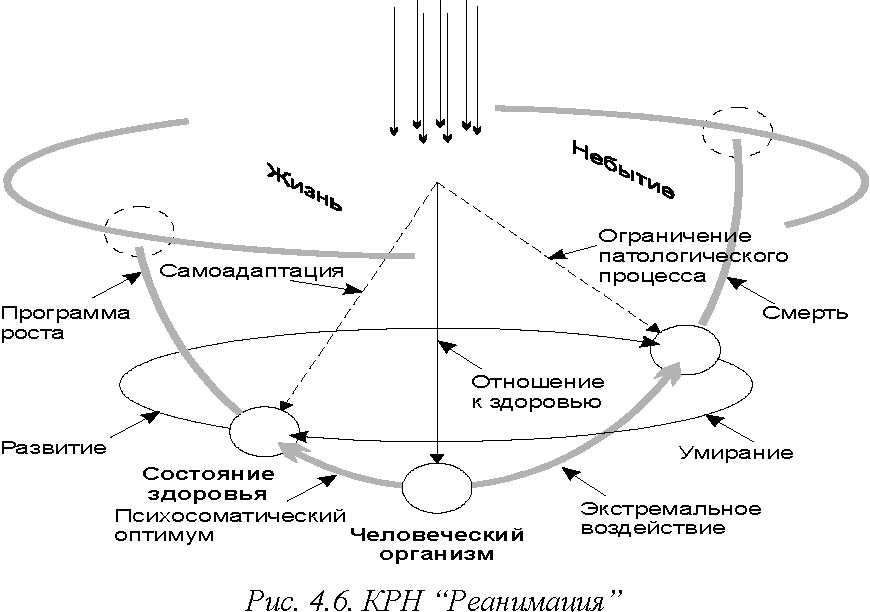 Жизнь
Небытие
Самоадаптация
Ограничение
патологического
процесса
Программа
роста
Смерть
Отношение
к здоровью
Развитие
Умирание
Состояние
здоровья
Психосоматический
оптимум
Человеческий
организм
Экстремальное
воздействие
Рис. 4.6. КРН “Реанимация”